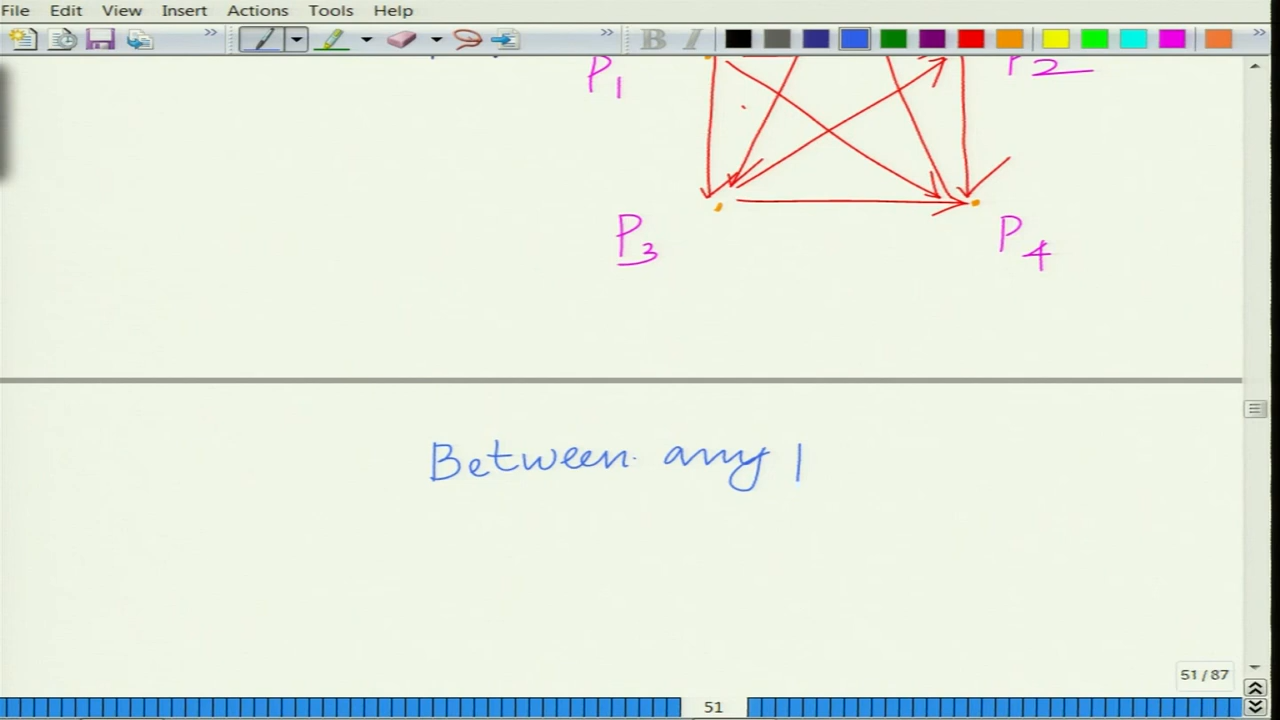 File Edit View Insert Actions Tools Help
B I
P1
P2
P3
P4
Between any
51 / 87
51